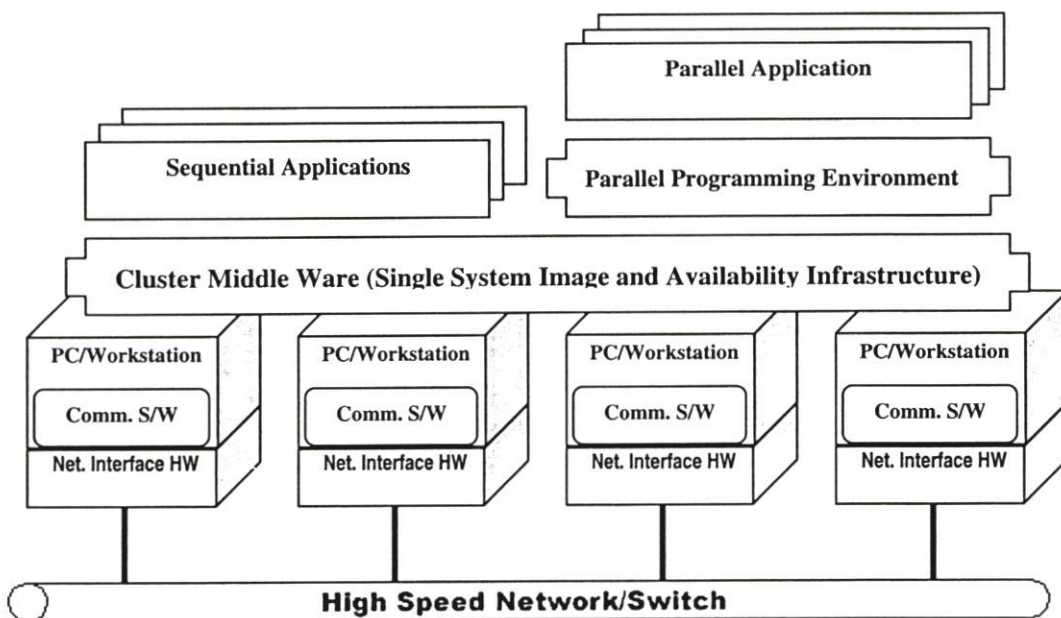 Parallel Application
Sequential Applications
Parallel Programming Environment
Cluster Middle Ware (Single System Image and Availability Infrastructure)
PC/Workstation
PC/Workstation
PC/Workstation
PC/Workstation
Comm. S/W
Comm. S/W
Comm. S/W
Comm. S/W
Net. Interface HW
Net. Interface HW
Net. Interface HW
Net. Interface HW
High Speed Network/Switch